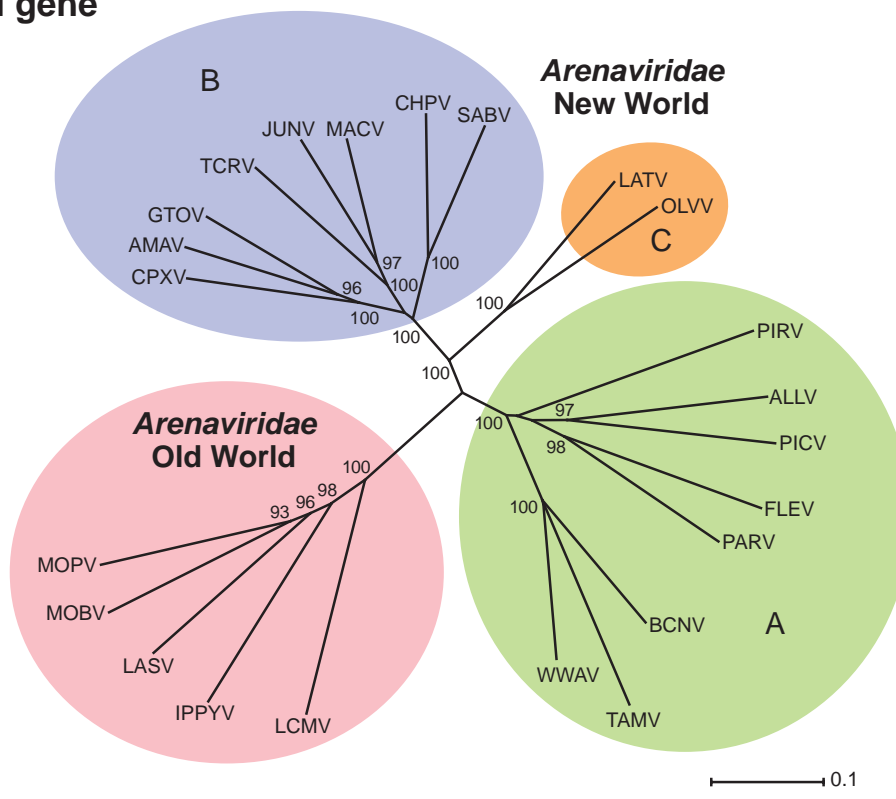 gene
B
Arenaviridae
New World
CHPV
SABV
JUNV MACV
TCRV
LATV
OLVV
C
GTOV
AMAV
CPXV
97
100
100
96
100
100
100
100
PIRV
ALLV
97
PICV
100
98
FLEV
PARV
100
BCNV
A
WWAV
TAMV
Arenaviridae
Old World
100
98
96
93
MOPV
MOBV
LASV
IPPYV
LCMV
0.1